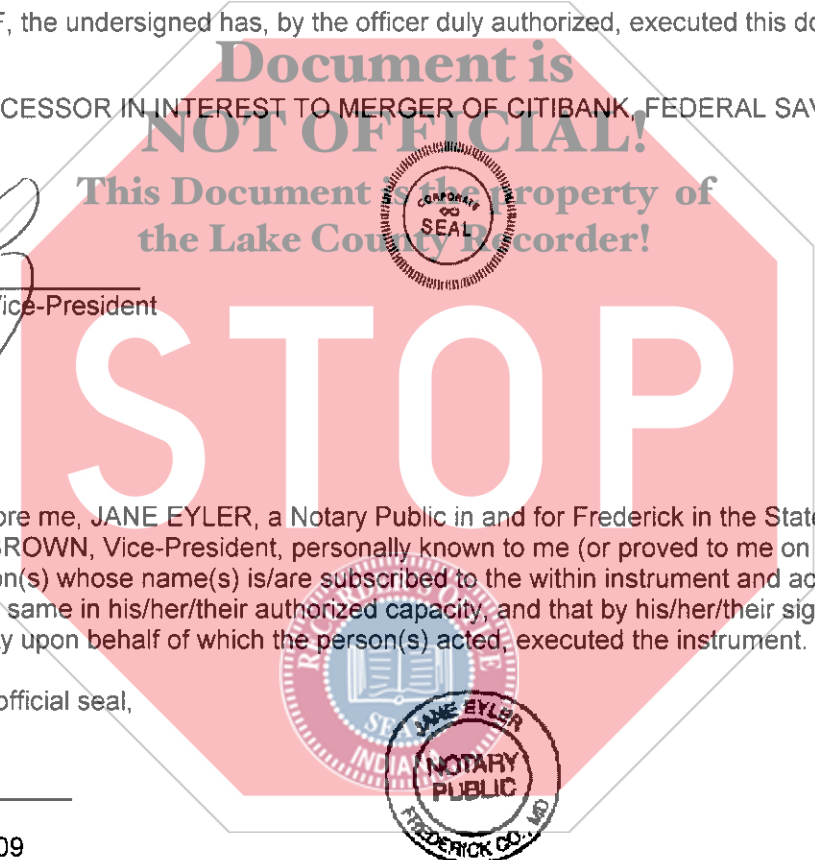 F, the undersigned has, by the officer duly authorized, executed this do
Document is
CESSOR IN INTEREST TO MERGER OF CITIBANK, FEDERAL SAV
NOT OFFICIAL!
This Document is the property of
the Lake County Recorder!
CORPORATE
SEAL
Vice-President
STOP
ore me, JANE EYLER, a Notary Public in and for Frederick in the State
BROWN, Vice-President, personally known to me (or proved to me on
on(s) whose name(s) is/are subscribed to the within instrument and ac
same in his/her/their authorized capacity, and that by his/her/their sig
y upon behalf of which the person(s) acted, executed the instrument.
RECORDER'S OFFICE
SEAL
INDIANA
official seal,
JANE EYLER
NOTARY
PUBLIC
FREDERICK CO., MD
09